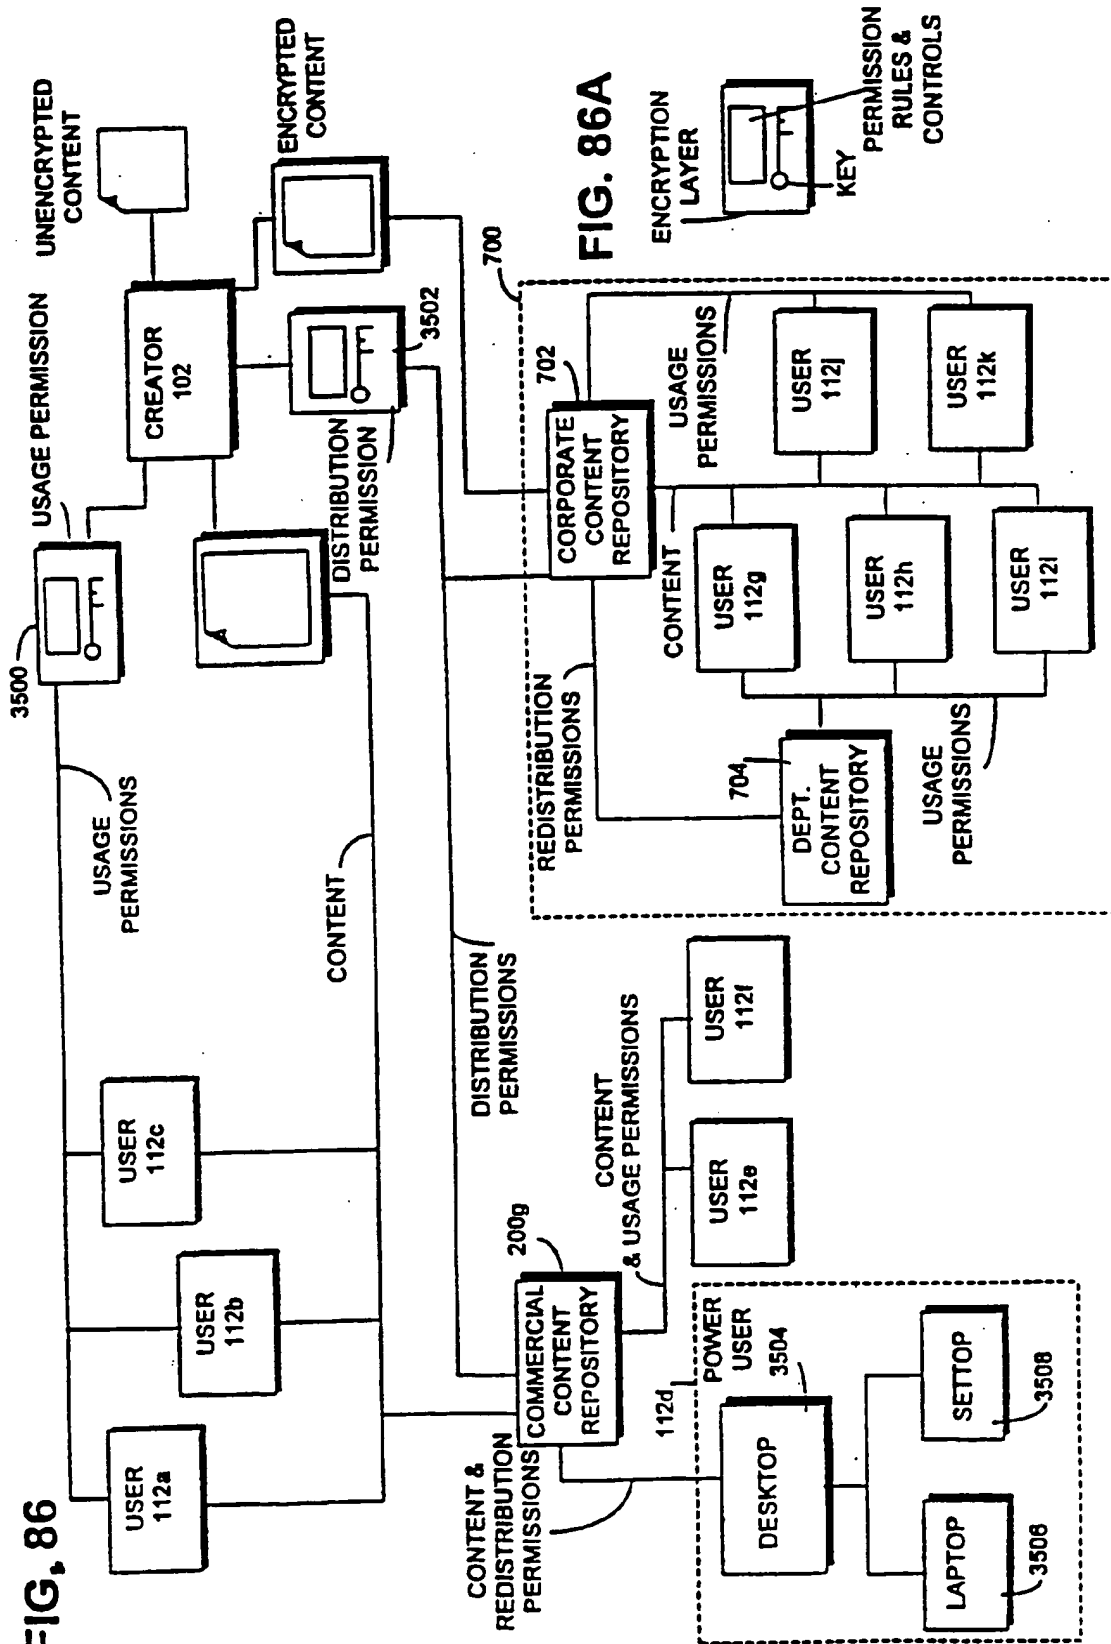 FIG. 86
USER
112a
USER
112b
USER
112c
USAGE
PERMISSIONS
3500
USAGE PERMISSION
CREATOR
102
UNENCRYPTED
CONTENT
ENCRYPTED
CONTENT
DISTRIBUTION
PERMISSION
3502
CONTENT
DISTRIBUTION
PERMISSIONS
CONTENT &
REDISTRIBUTION
PERMISSIONS
COMMERCIAL
CONTENT
REPOSITORY
200g
CONTENT
& USAGE PERMISSIONS
USER
112e
USER
112f
112d
POWER
USER
3504
DESKTOP
LAPTOP
3506
SETTOP
3508
700
REDISTRIBUTION
PERMISSIONS
CORPORATE
CONTENT
REPOSITORY
702
USAGE
PERMISSIONS
CONTENT
704
DEPT.
CONTENT
REPOSITORY
USAGE
PERMISSIONS
USER
112g
USER
112h
USER
112i
USER
112j
USER
112k
FIG. 86A
ENCRYPTION
LAYER
KEY
PERMISSION
RULES &
CONTROLS